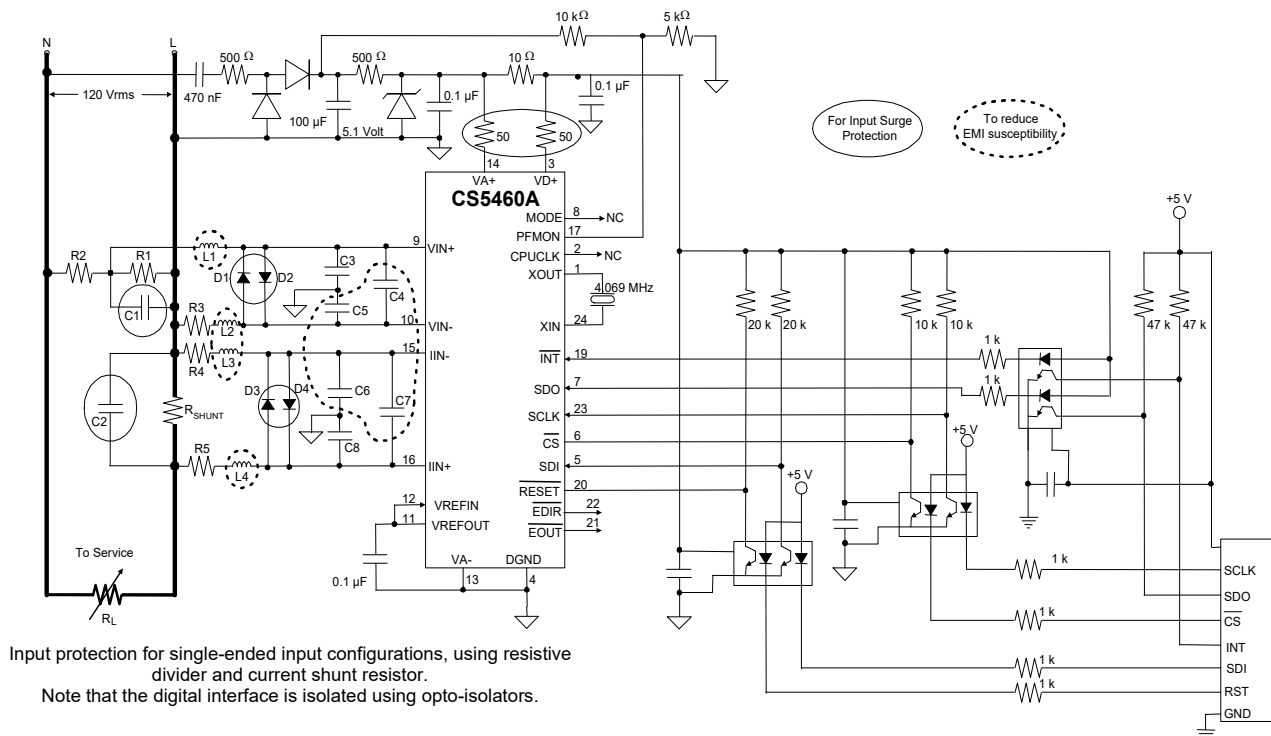 10 kΩ
5 kΩ
N
L
500 Ω
500 Ω
10 Ω
120 Vrms
470 nF
100 µF
5.1 Volt
0.1 µF
0.1 µF
For Input Surge
Protection
To reduce
EMI susceptibility
50
50
14
3
VA+
VD+
CS5460A
+5 V
MODE
8
NC
PFMON
17
CPUCLK
2
NC
XOUT
1
4.069 MHz
XIN
24
9
VIN+
L1
R2
R1
D1
D2
C3
C4
C1
C5
R3
L2
10
VIN-
15
IIN-
R4
L3
20 k
20 k
10 k
10 k
47 k
47 k
INT
19
1 k
SDO
7
1 k
SCLK
23
CS
6
SDI
5
RESET
20
EDIR
22
EOUT
21
D3
D4
C6
C7
C2
RSHUNT
C8
R5
L4
16
IIN+
12
VREFIN
11
VREFOUT
+5 V
+5 V
VA-
DGND
13
4
0.1 µF
To Service
RL
1 k
SCLK
SDO
1 k
CS
INT
1 k
SDI
1 k
RST
GND
Input protection for single-ended input configurations, using resistive
divider and current shunt resistor.
Note that the digital interface is isolated using opto-isolators.